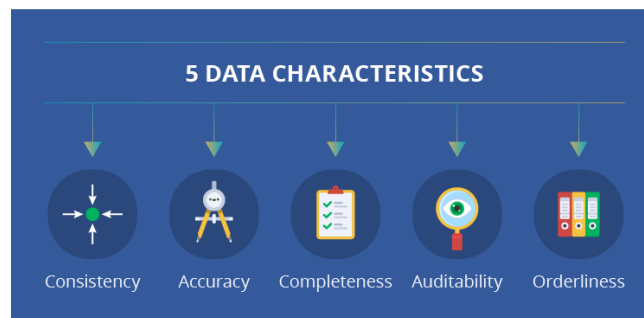 5 DATA CHARACTERISTICS
Consistency Accuracy Completeness Auditability Orderliness